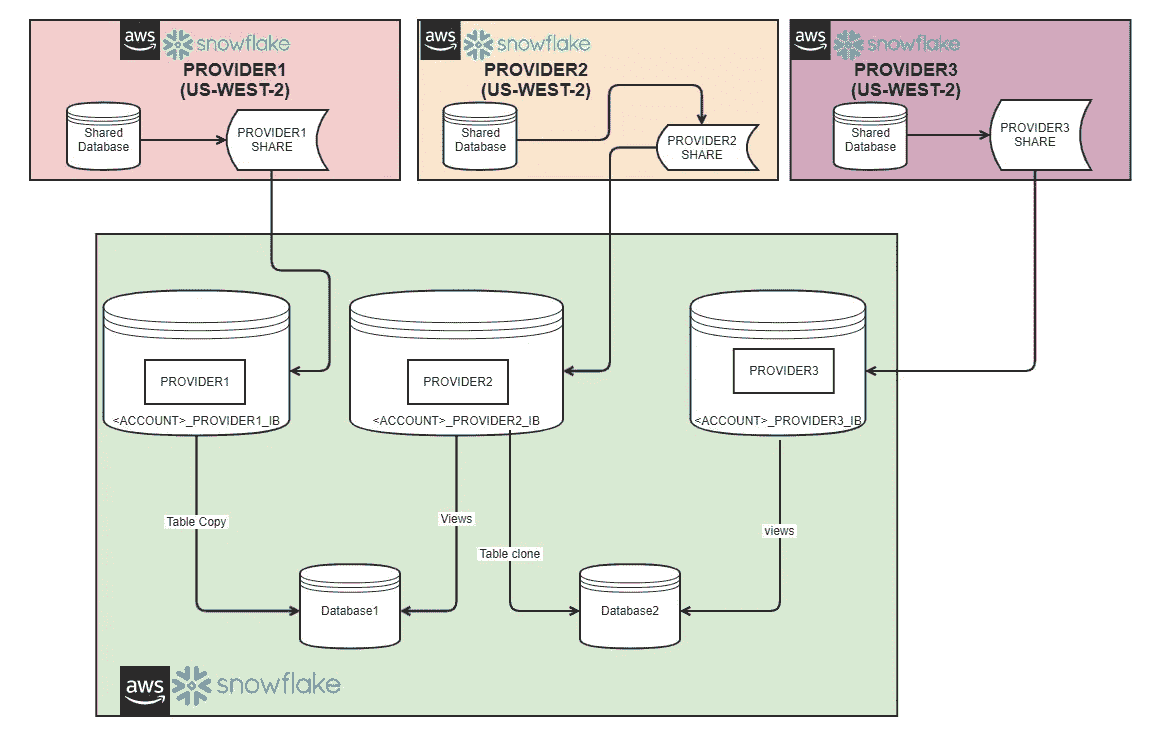 aws
snowflake
PROVIDER1
(US-WEST-2)
Shared
Database
PROVIDER1
SHARE
aws
snowflake
PROVIDER2
(US-WEST-2)
Shared
Database
PROVIDER2
SHARE
aws
snowflake
PROVIDER3
(US-WEST-2)
Shared
Database
PROVIDER3
SHARE
PROVIDER1
<ACCOUNT>_PROVIDER1_IB
PROVIDER2
<ACCOUNT>_PROVIDER2_IB
PROVIDER3
<ACCOUNT>_PROVIDER3_IB
Table Copy
Views
Table clone
views
Database1
Database2
aws
snowflake